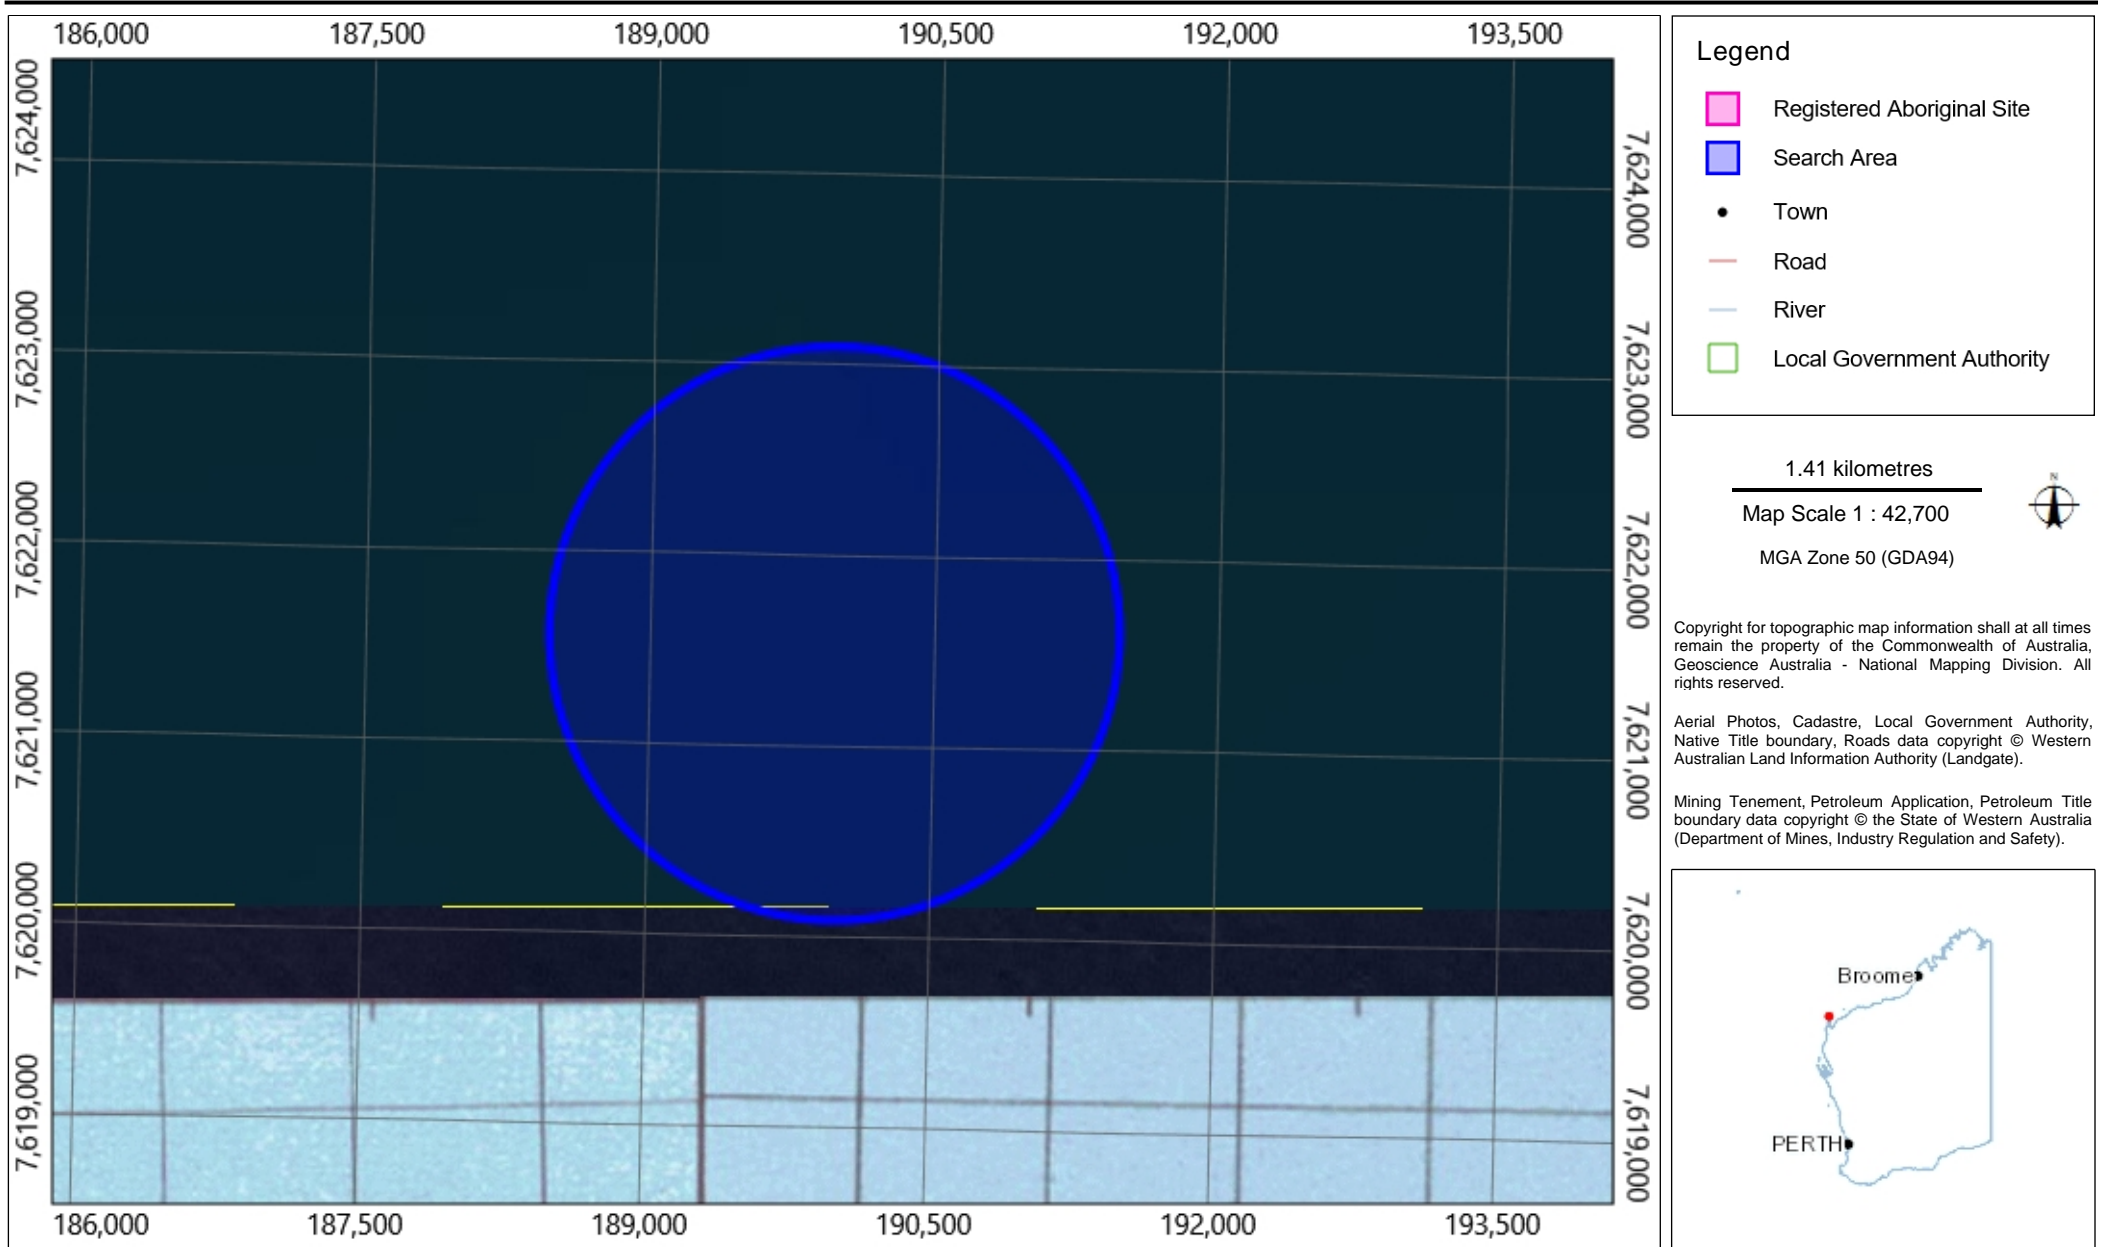 186,000 187,500 189,000 190,500 192,000 193,500
7,624,000
7,623,000
7,622,000
7,621,000
7,620,000
7,619,000
7,624,000
7,623,000
7,622,000
7,621,000
7,620,000
7,619,000
186,000 187,500 189,000 190,500 192,000 193,500
Legend
Registered Aboriginal Site
Search Area
Town
Road
River
Local Government Authority
1.41 kilometres
N
Map Scale 1 : 42,700
MGA Zone 50 (GDA94)
Copyright for topographic map information shall at all times
remain the property of the Commonwealth of Australia,
Geoscience Australia - National Mapping Division. All
rights reserved.
Aerial Photos, Cadastre, Local Government Authority,
Native Title boundary, Roads data copyright © Western
Australian Land Information Authority (Landgate).
Mining Tenement, Petroleum Application, Petroleum Title
boundary data copyright © the State of Western Australia
(Department of Mines, Industry Regulation and Safety).
Broome
PERTH